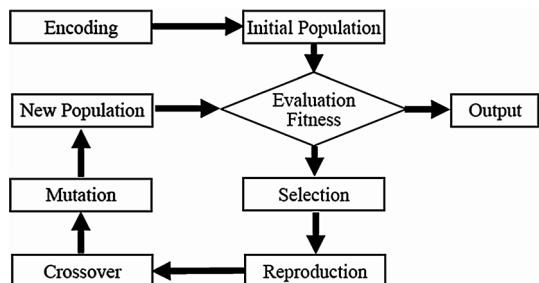 Encoding
Initial Population
New Population
Evaluation
Fitness
Output
Mutation
Selection
Crossover
Reproduction